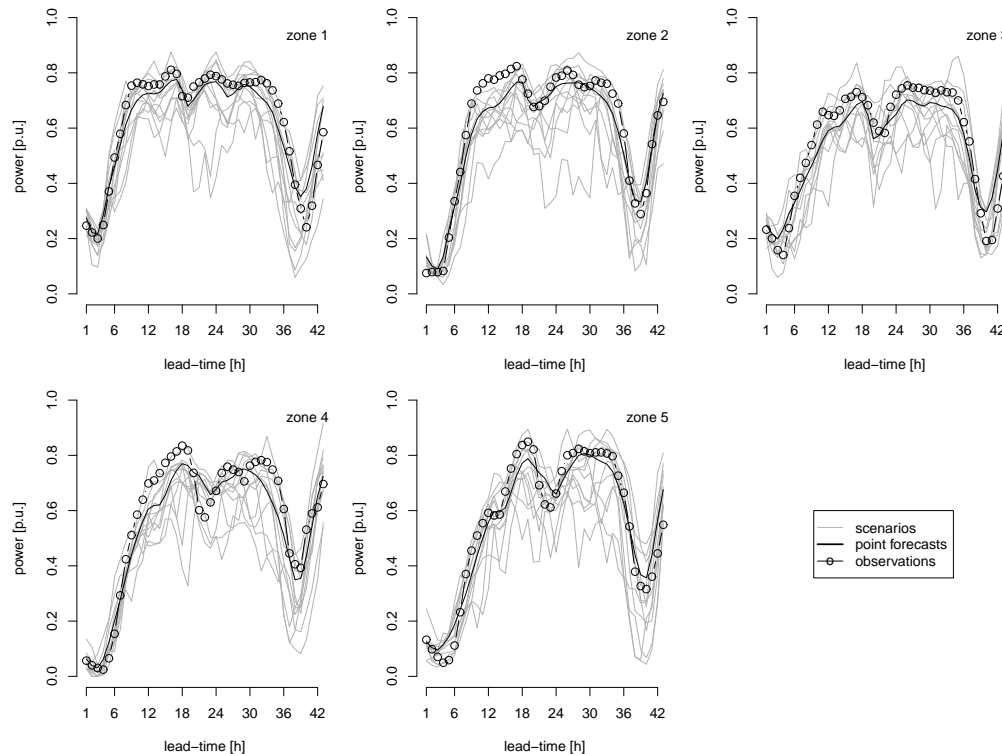 zone 1
power [p.u.]
0.0 0.2 0.4 0.6 0.8 1.0
1 6 12 18 24 30 36 42
lead−time [h]
zone 2
power [p.u.]
0.0 0.2 0.4 0.6 0.8 1.0
1 6 12 18 24 30 36 42
lead−time [h]
zone 3
power [p.u.]
0.0 0.2 0.4 0.6 0.8 1.0
1 6 12 18 24 30 36 42
lead−time [h]
zone 4
power [p.u.]
0.0 0.2 0.4 0.6 0.8 1.0
1 6 12 18 24 30 36 42
lead−time [h]
zone 5
power [p.u.]
0.0 0.2 0.4 0.6 0.8 1.0
1 6 12 18 24 30 36 42
lead−time [h]
scenarios
point forecasts
observations